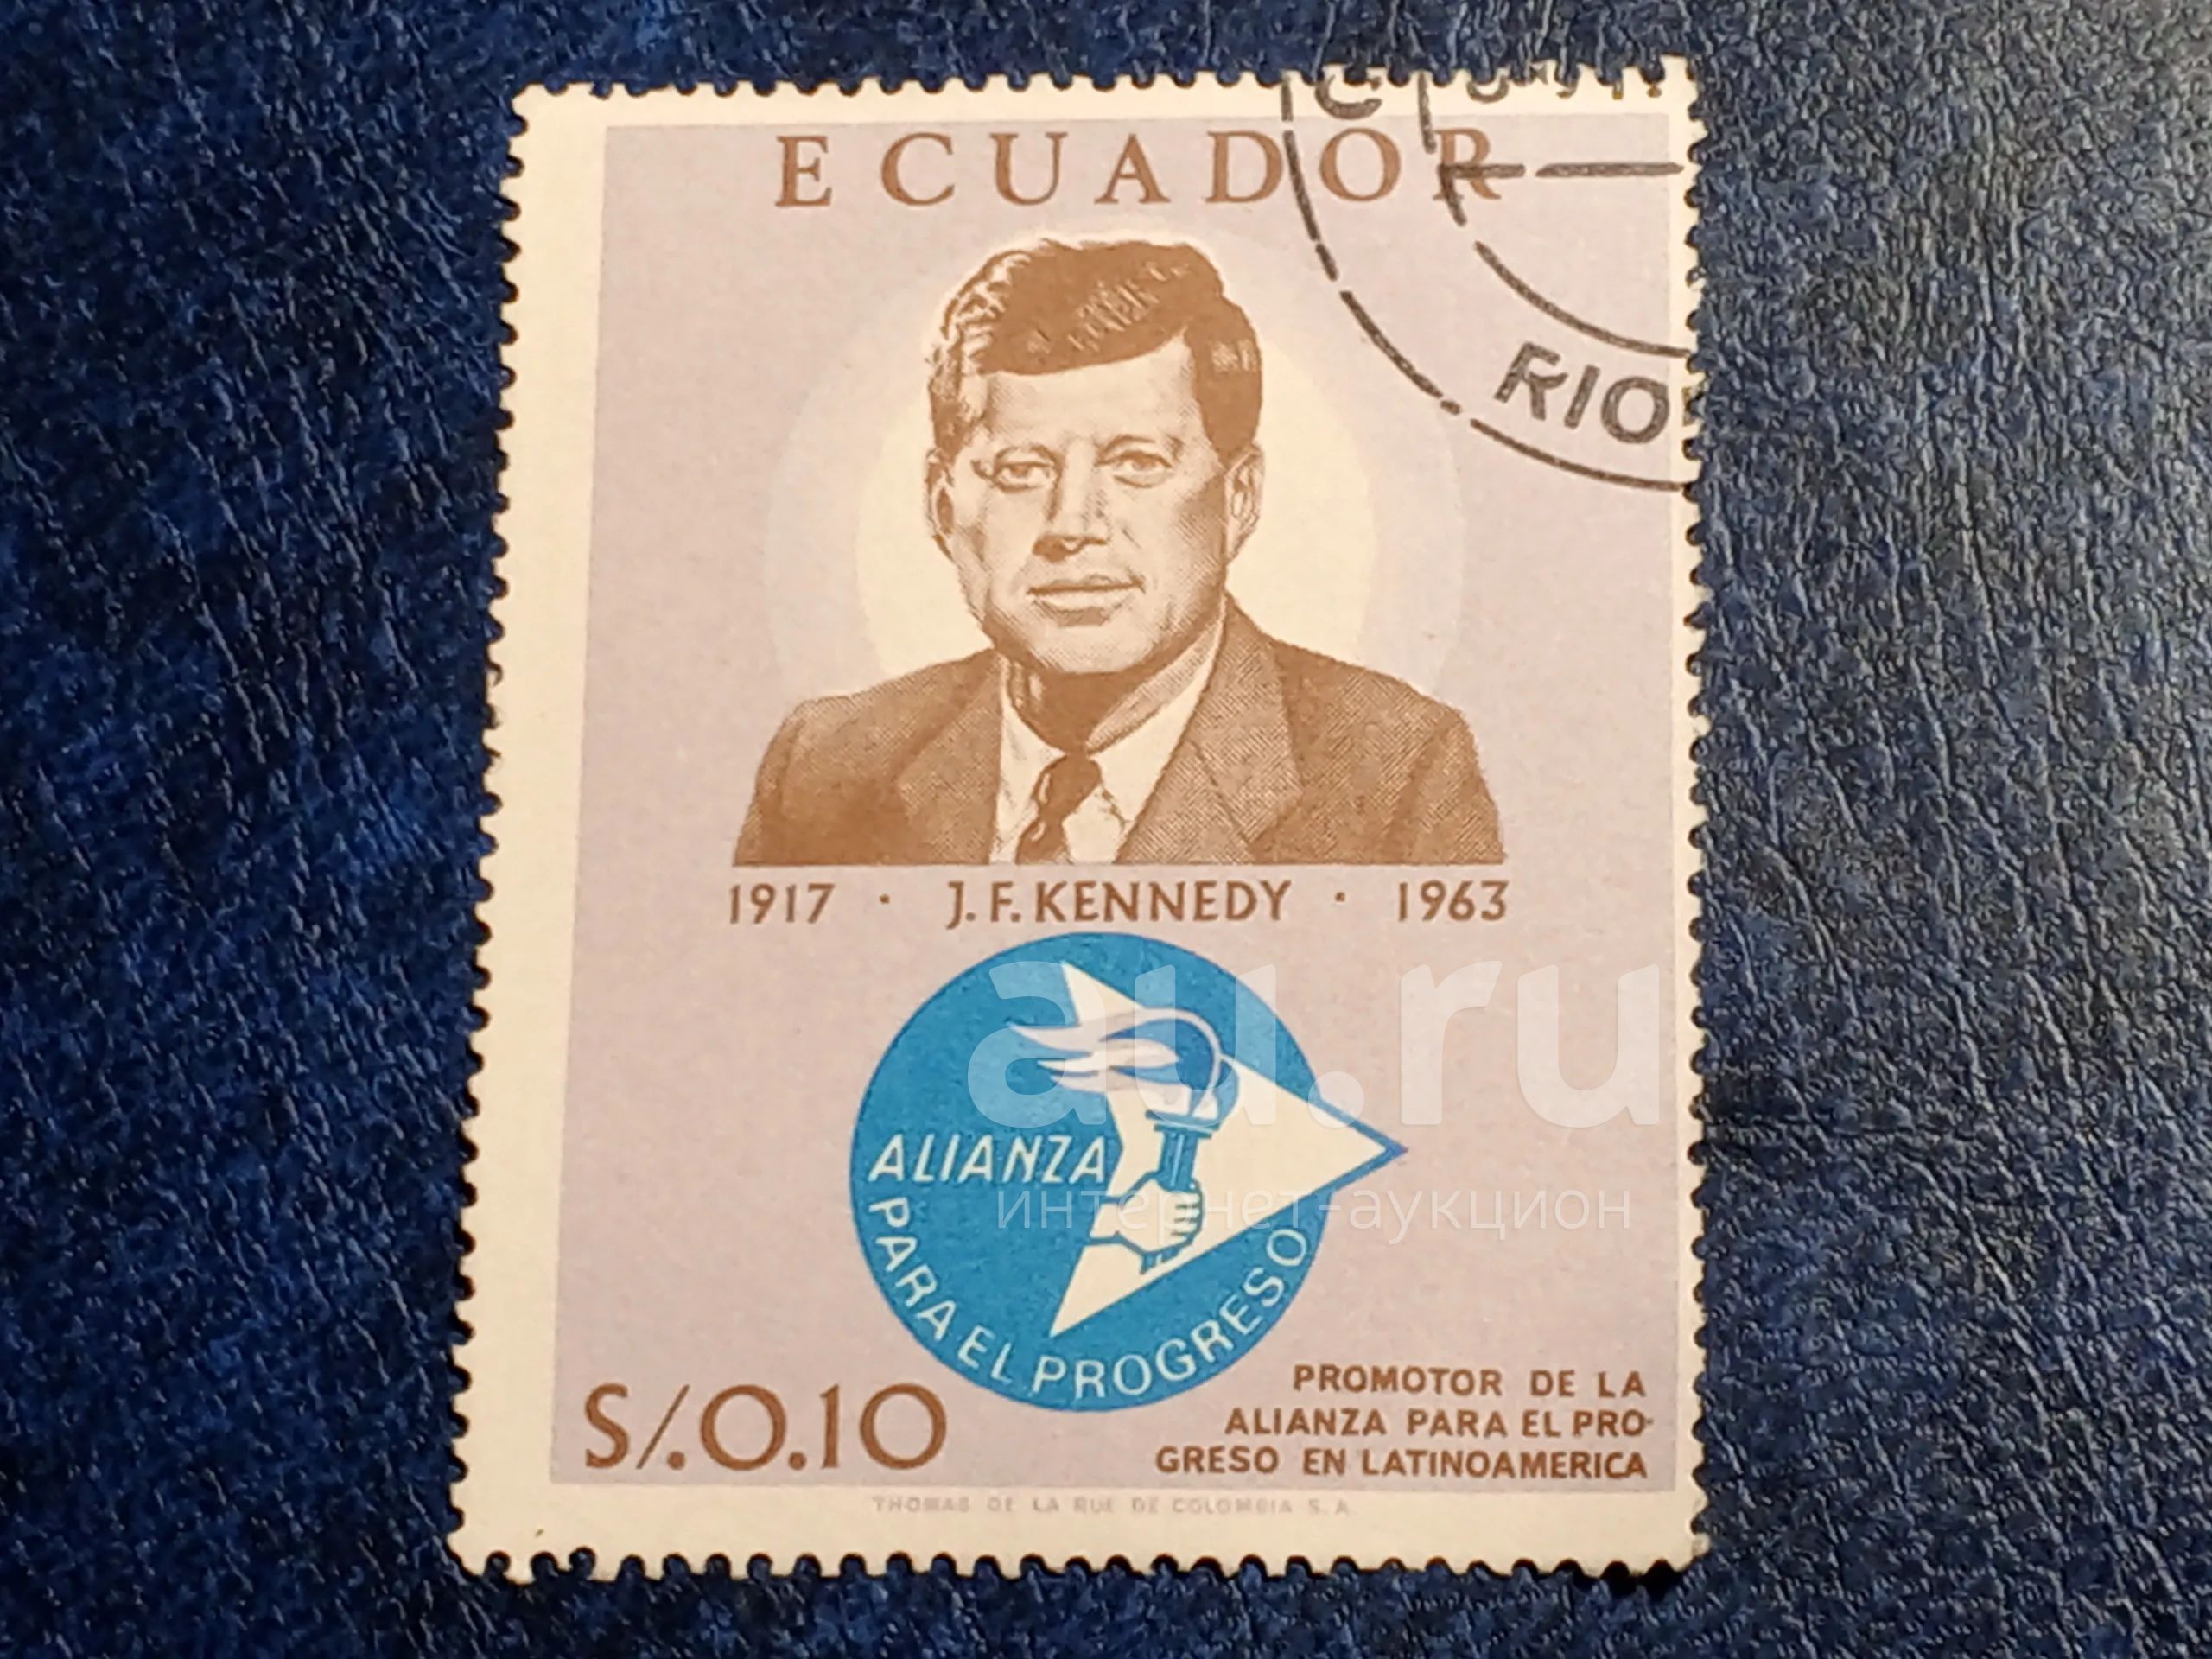 ECUADOR
RIO
1917 · J. F. KENNEDY · 1963
au.ru
интернет-аукцион
ALIANZA
PARA EL PROGRESO
S/.0.10
PROMOTOR DE LA
ALIANZA PARA EL PRO-
GRESO EN LATINOAMERICA
THOMAS DE LA RUE DE COLOMBIA S. A.